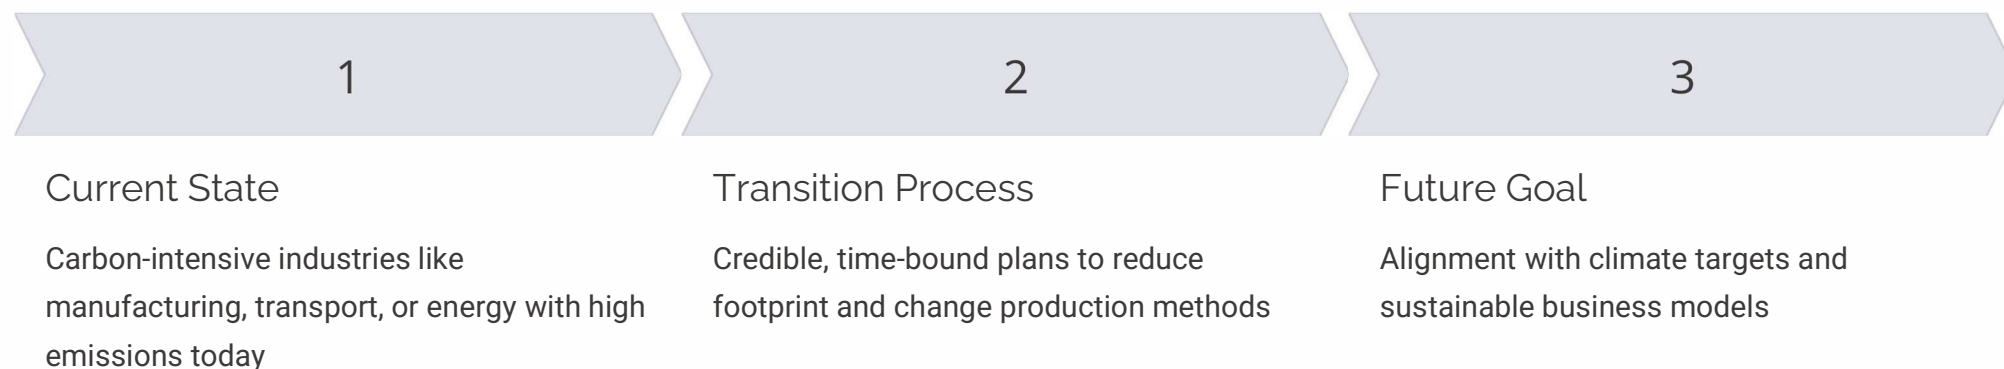 1
Current State
Carbon-intensive industries like
manufacturing, transport, or energy with high
emissions today
2
Transition Process
Credible, time-bound plans to reduce
footprint and change production methods
3
Future Goal
Alignment with climate targets and
sustainable business models